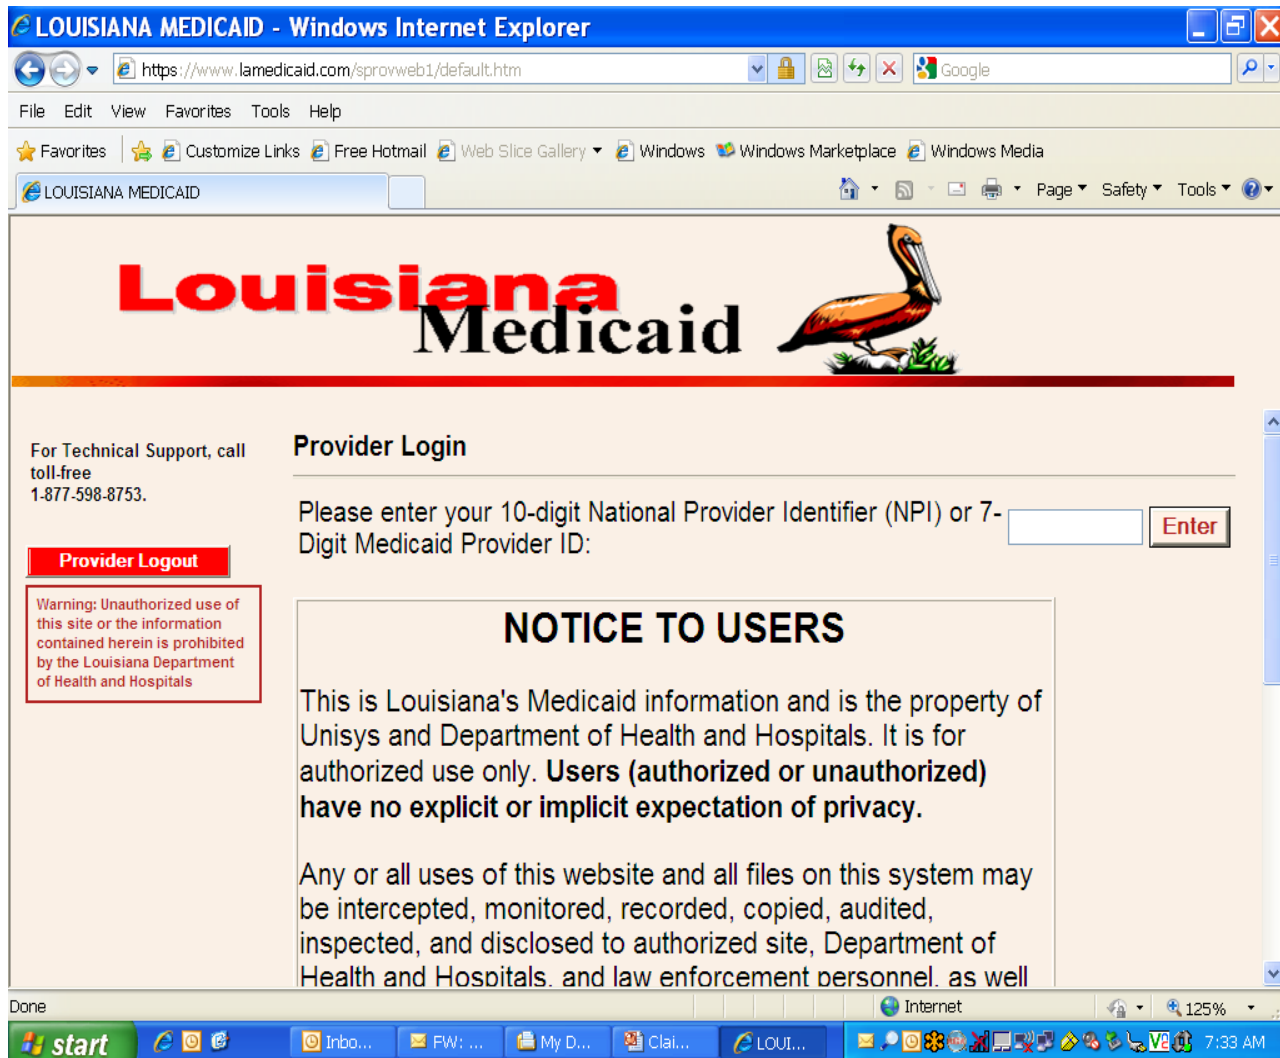 LOUISIANA MEDICAID - Windows Internet Explorer
https://www.lamedicaid.com/sprovweb1/default.htm
Google
File Edit View Favorites Tools Help
Favorites Customize Links Free Hotmail Web Slice Gallery Windows Windows Marketplace Windows Media
LOUISIANA MEDICAID
Page Safety Tools
Louisiana
Medicaid
For Technical Support, call
toll-free
1-877-598-8753.
Provider Logout
Warning: Unauthorized use of
this site or the information
contained herein is prohibited
by the Louisiana Department
of Health and Hospitals
Provider Login
Please enter your 10-digit National Provider Identifier (NPI) or 7-
Digit Medicaid Provider ID:
Enter
NOTICE TO USERS
This is Louisiana's Medicaid information and is the property of
Unisys and Department of Health and Hospitals. It is for
authorized use only. Users (authorized or unauthorized)
have no explicit or implicit expectation of privacy.
Any or all uses of this website and all files on this system may
be intercepted, monitored, recorded, copied, audited,
inspected, and disclosed to authorized site, Department of
Health and Hospitals, and law enforcement personnel, as well
Done
Internet
125%
start
Inbo...
FW: ...
My D...
Clai...
LOUI...
7:33 AM